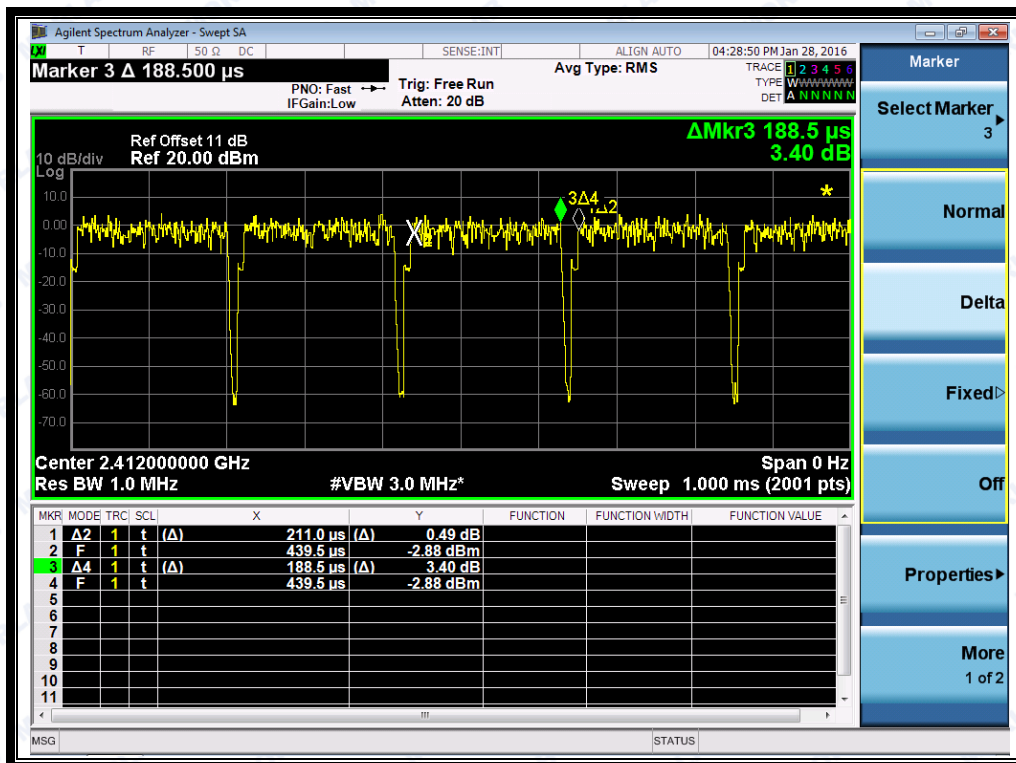 Agilent Spectrum Analyzer - Swept SA
LXI T RF 50 Ω DC SENSE:INT ALIGN AUTO 04:28:50 PM Jan 28, 2016
Marker 3 Δ 188.500 µs
PNO: Fast
IFGain:Low
Trig: Free Run
Atten: 20 dB
Avg Type: RMS
TRACE 1 2 3 4 5 6
TYPE WWWWWW
DET A N N N N N
Ref Offset 11 dB
Ref 20.00 dBm
10 dB/div
Log
ΔMkr3 188.5 µs
3.40 dB
10.0
0.00
-10.0
-20.0
-30.0
-40.0
-50.0
-60.0
-70.0
3Δ4
1Δ2
*
Center 2.412000000 GHz Span 0 Hz
Res BW 1.0 MHz #VBW 3.0 MHz* Sweep 1.000 ms (2001 pts)
MKR MODE TRC SCL X Y FUNCTION FUNCTION WIDTH FUNCTION VALUE
1 Δ2 1 t (Δ) 211.0 µs (Δ) 0.49 dB
2 F 1 t 439.5 µs -2.88 dBm
3 Δ4 1 t (Δ) 188.5 µs (Δ) 3.40 dB
4 F 1 t 439.5 µs -2.88 dBm
5
6
7
8
9
10
11
MSG STATUS
Marker
Select Marker
3
Normal
Delta
Fixed
Off
Properties
More
1 of 2